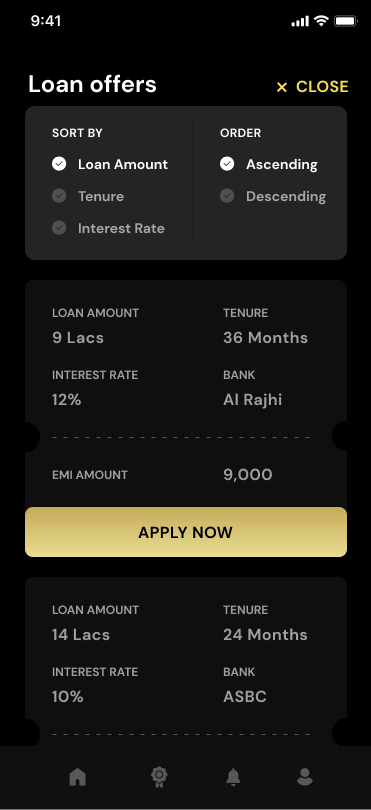 9:41
Loan offers
× CLOSE
SORT BY
ORDER
Loan Amount
Ascending
Tenure
Descending
Interest Rate
LOAN AMOUNT
TENURE
9 Lacs
36 Months
INTEREST RATE
BANK
12%
Al Rajhi
EMI AMOUNT
9,000
APPLY NOW
LOAN AMOUNT
TENURE
14 Lacs
24 Months
INTEREST RATE
BANK
10%
ASBC